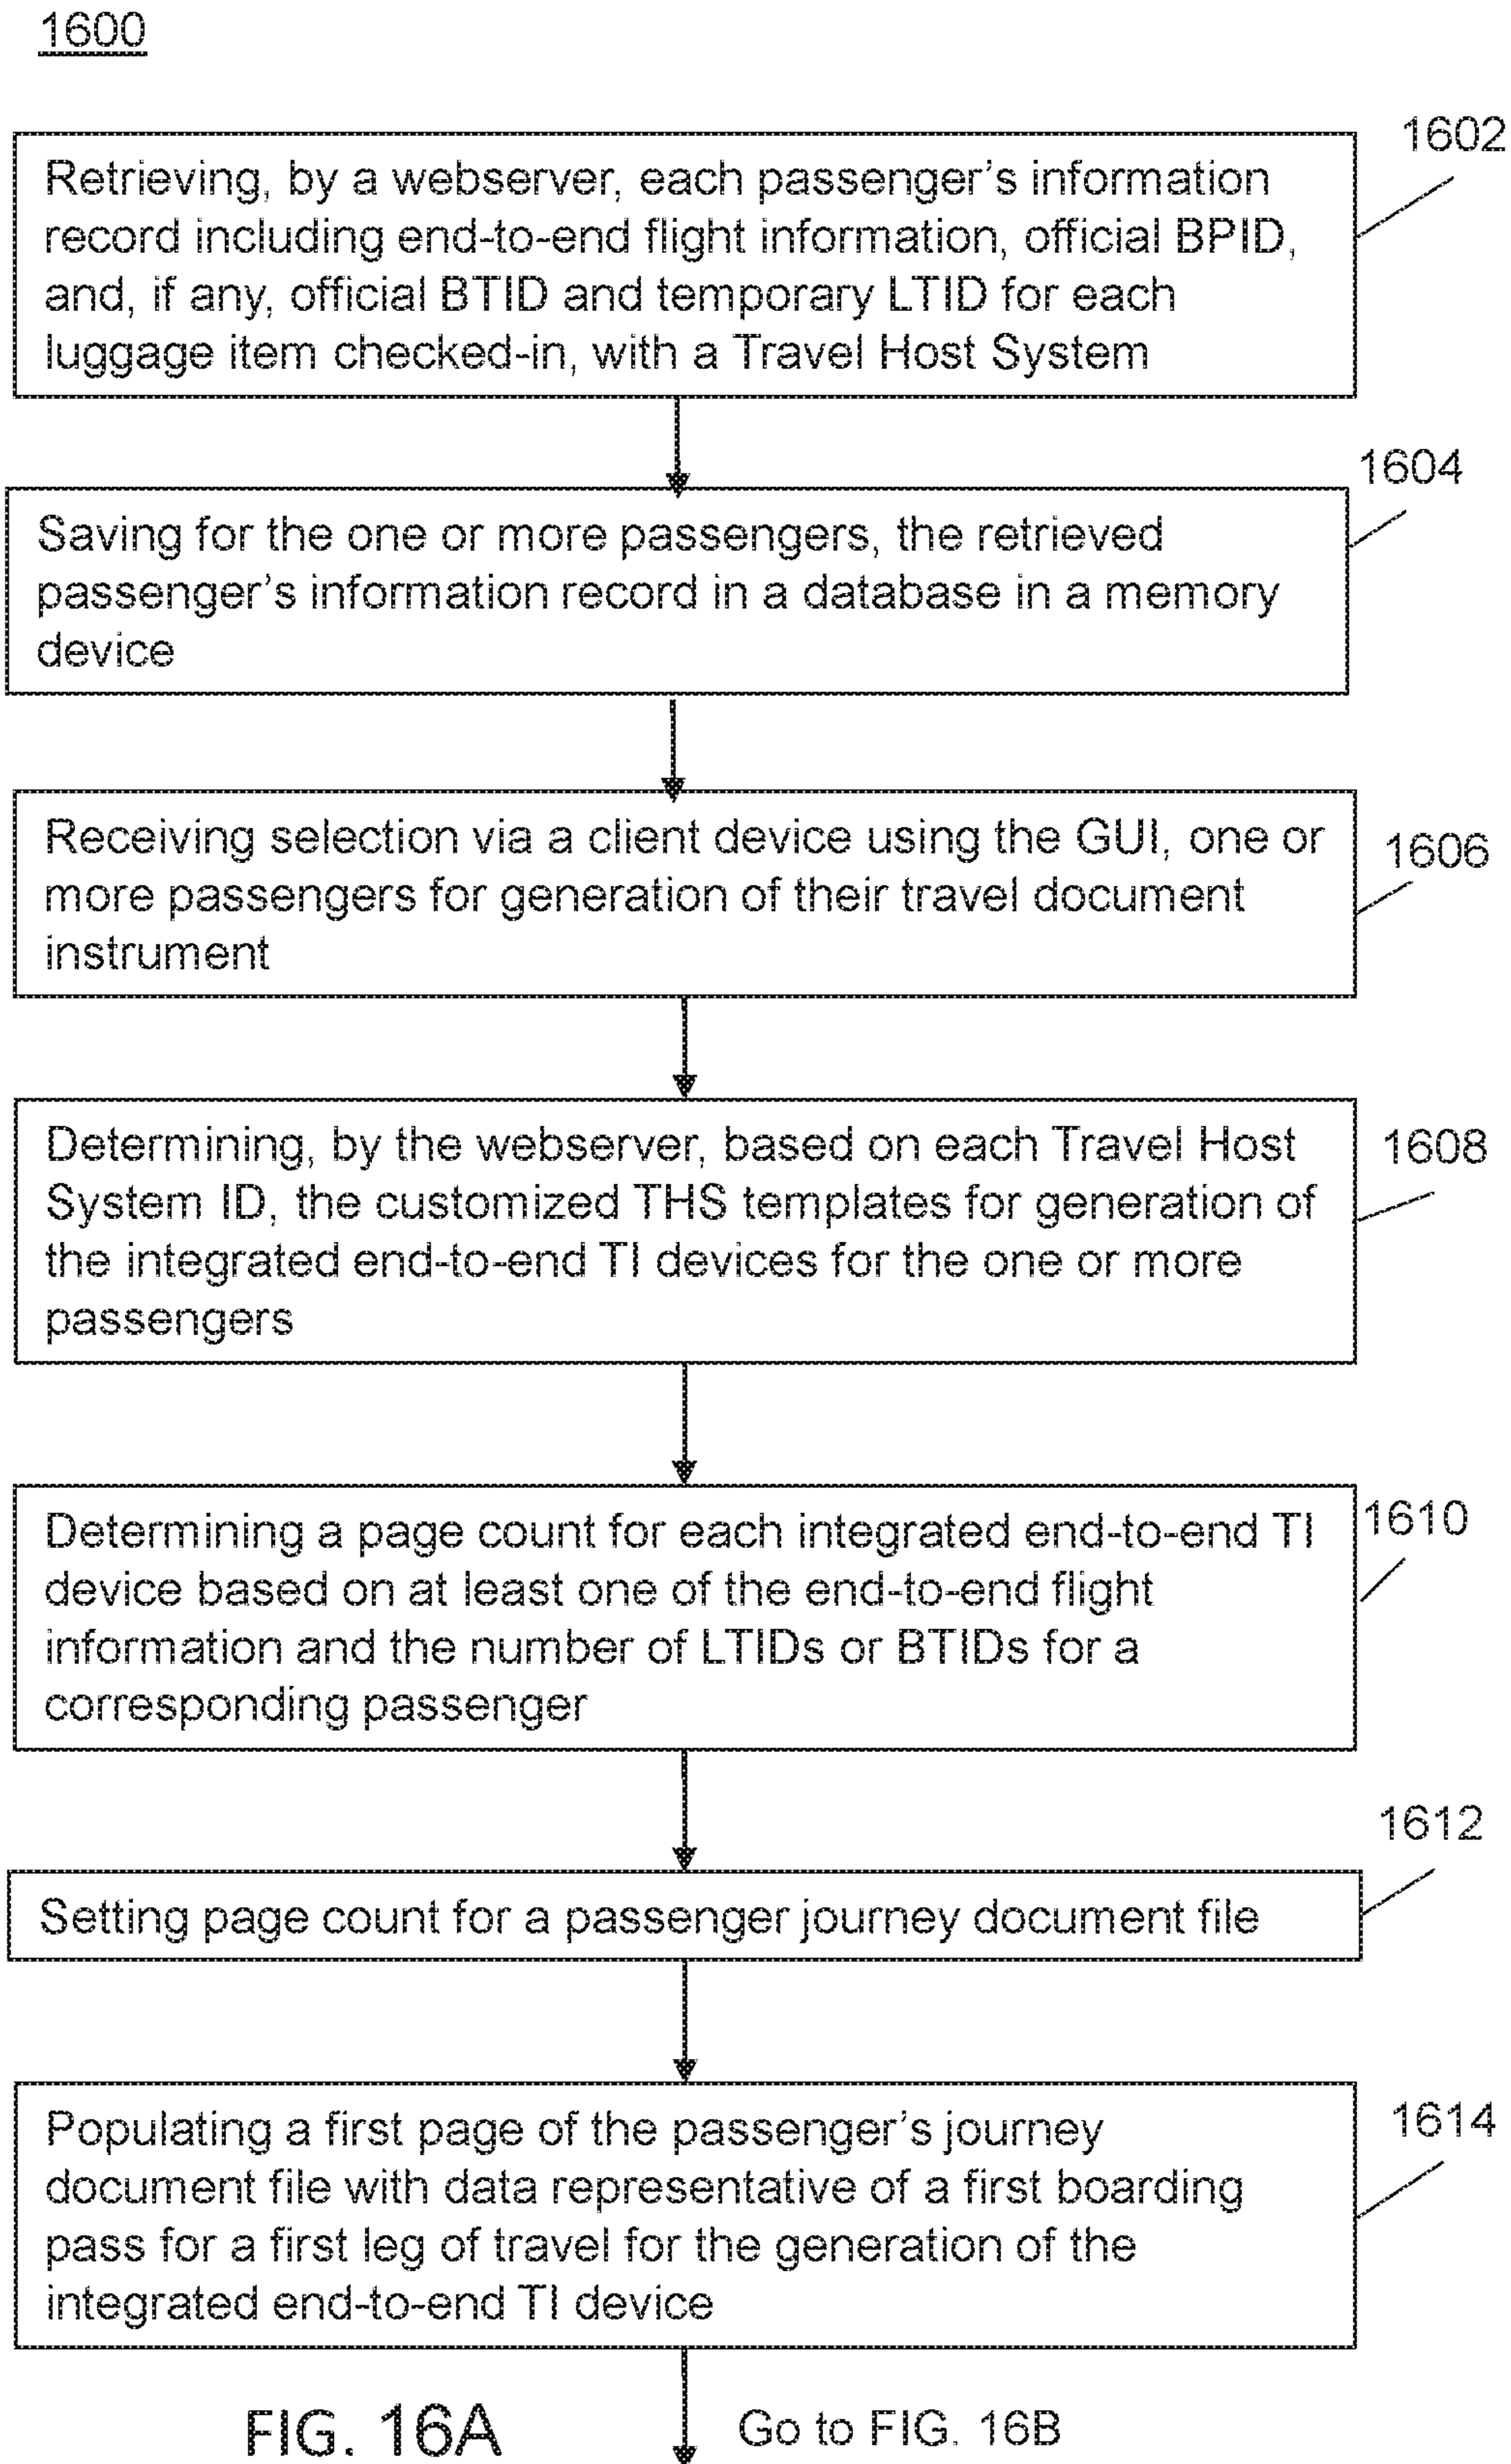 1600
1602
Retrieving, by a webserver, each passenger's information
record including end-to-end flight information, official BPID,
and, if any, official BTID and temporary LTID for each
luggage item checked-in, with a Travel Host System
1604
Saving for the one or more passengers, the retrieved
passenger's information record in a database in a memory
device
Receiving selection via a client device using the GUI, one or
more passengers for generation of their travel document
instrument
1606
Determining, by the webserver, based on each Travel Host
System ID, the customized THS templates for generation of
the integrated end-to-end TI devices for the one or more
passengers
1608
Determining a page count for each integrated end-to-end TI
device based on at least one of the end-to-end flight
information and the number of LTIDs or BTIDs for a
corresponding passenger
1610
1612
Setting page count for a passenger journey document file
Populating a first page of the passenger's journey
document file with data representative of a first boarding
pass for a first leg of travel for the generation of the
integrated end-to-end TI device
1614
FIG. 16A
Go to FIG. 16B